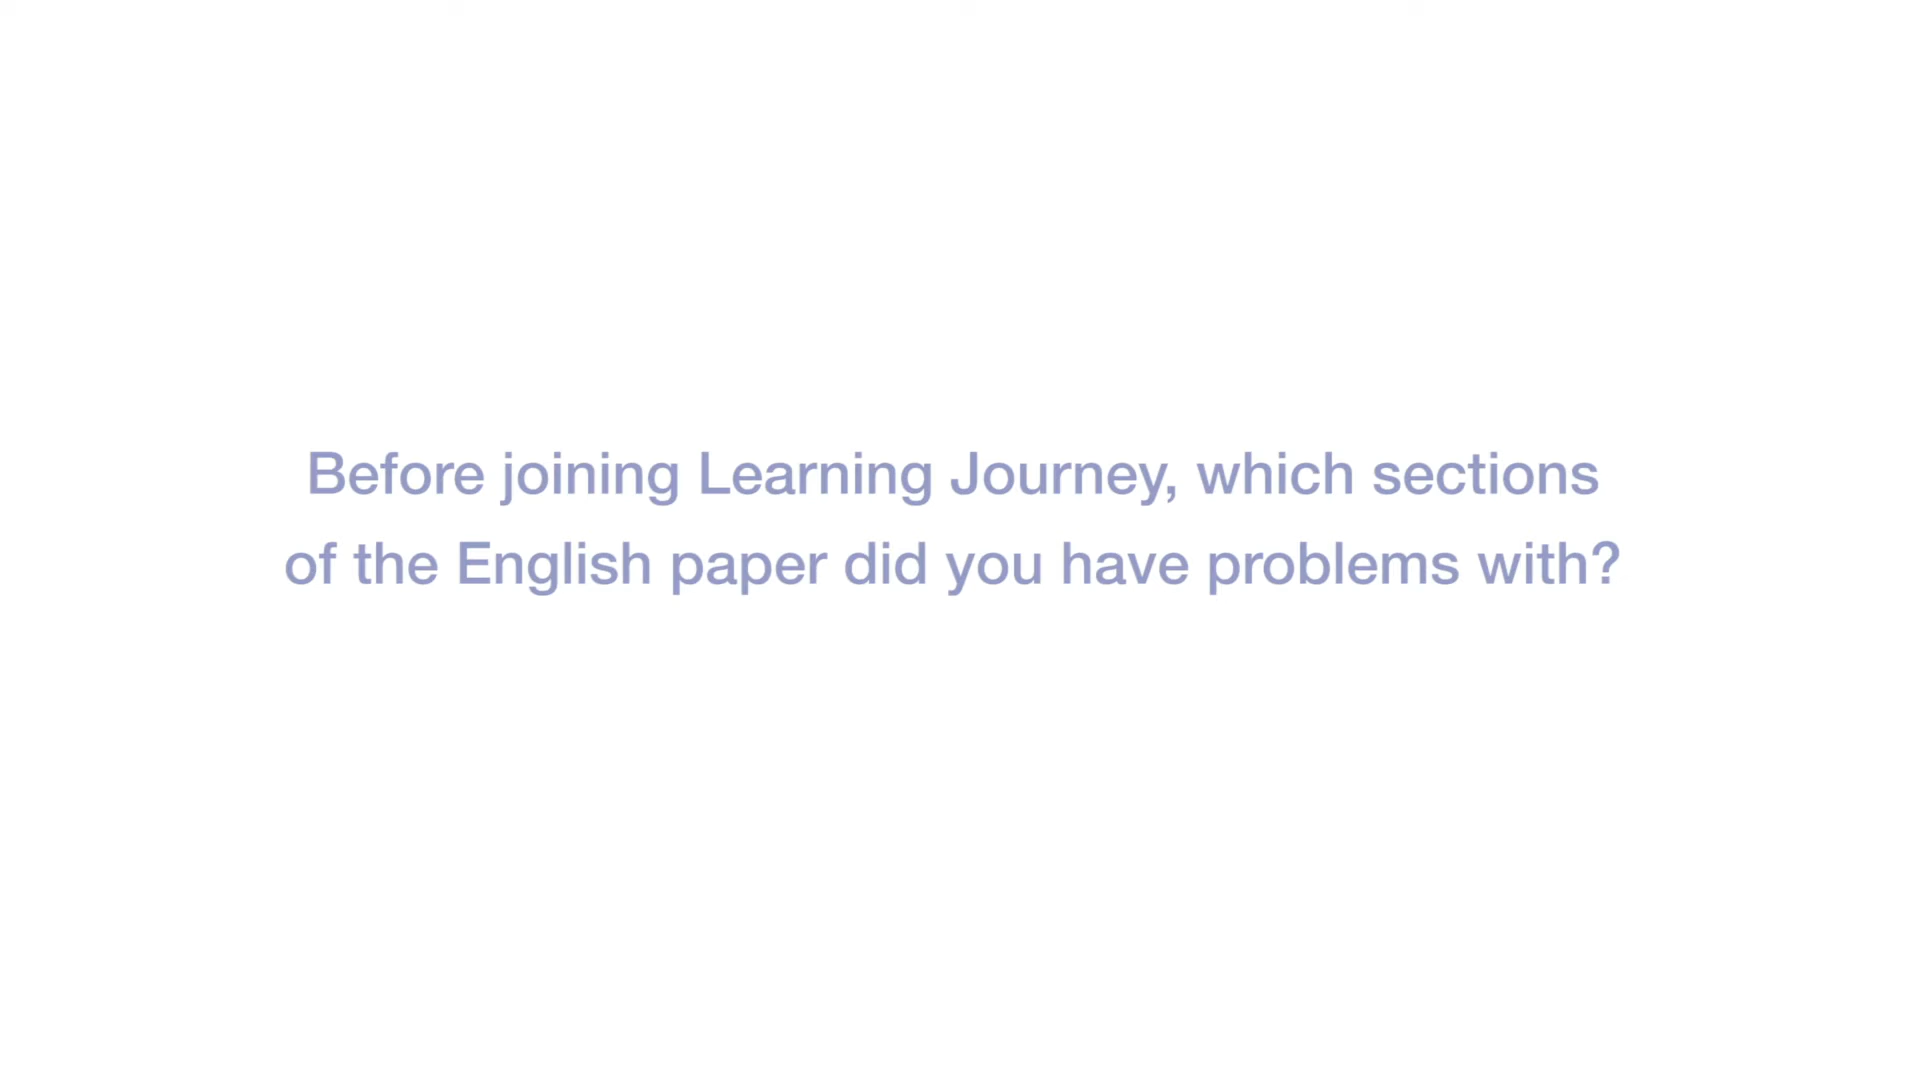 Before joining Learning Journey, which sections
of the English paper did you have problems with?